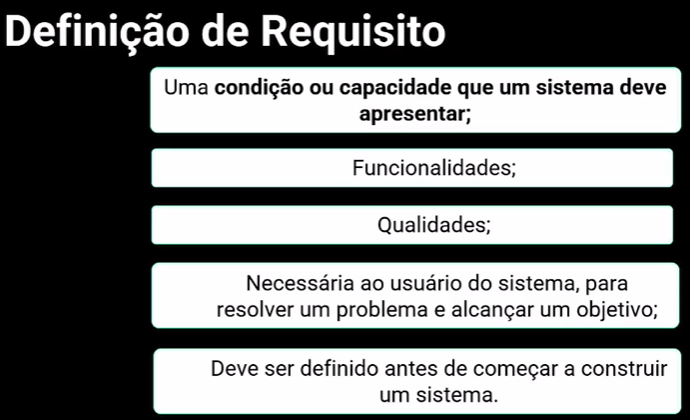 Definição de Requisito
Uma condição ou capacidade que um sistema deve
apresentar;
Funcionalidades;
Qualidades;
Necessária ao usuário do sistema, para
resolver um problema e alcançar um objetivo;
Deve ser definido antes de começar a construir
um sistema.